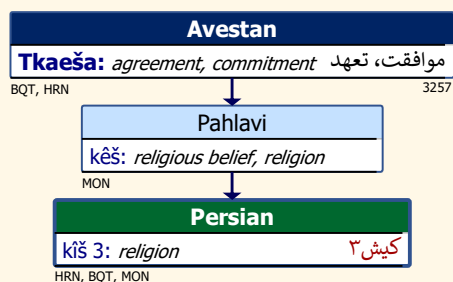 Avestan
Tkaeša: agreement, commitment موافقت، تعهد
BQT, HRN 3257
Pahlavi
kêš: religious belief, religion
MON
Persian
kîš 3: religion کیش۳
HRN, BQT, MON